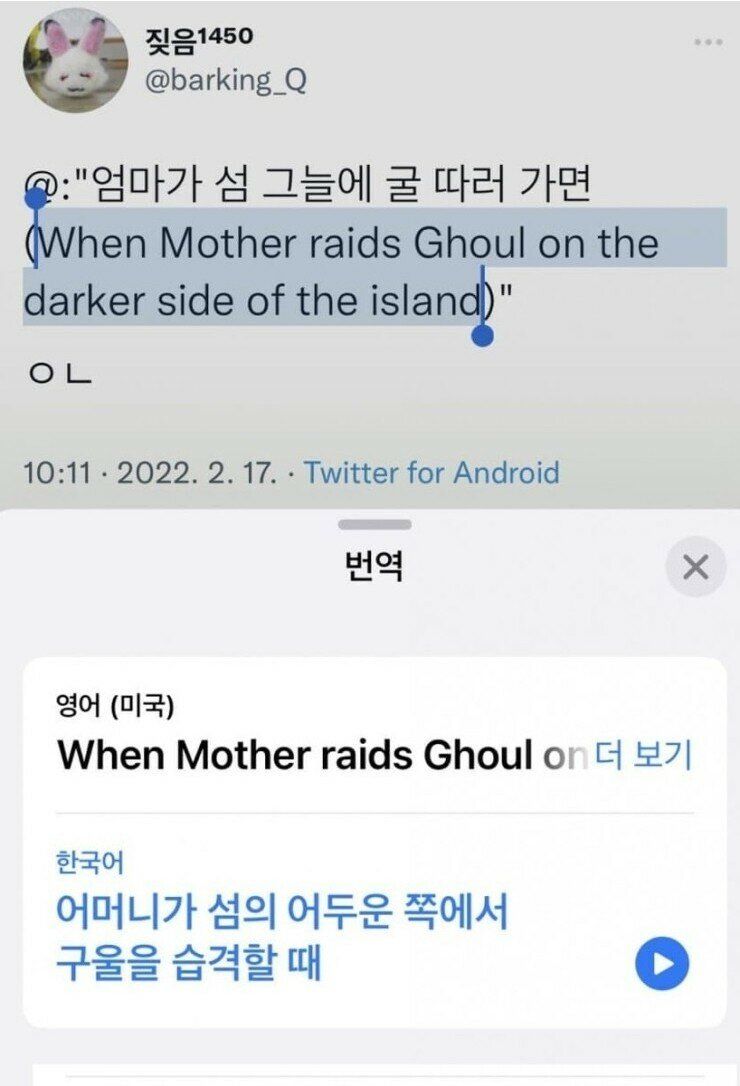 짖음¹⁴⁵⁰
@barking_Q
@:"엄마가 섬 그늘에 굴 따러 가면
(When Mother raids Ghoul on the
darker side of the island)"
ㅇㄴ
10:11 · 2022. 2. 17. · Twitter for Android
번역
영어 (미국)
When Mother raids Ghoul on 더 보기
한국어
어머니가 섬의 어두운 쪽에서
구울을 습격할 때